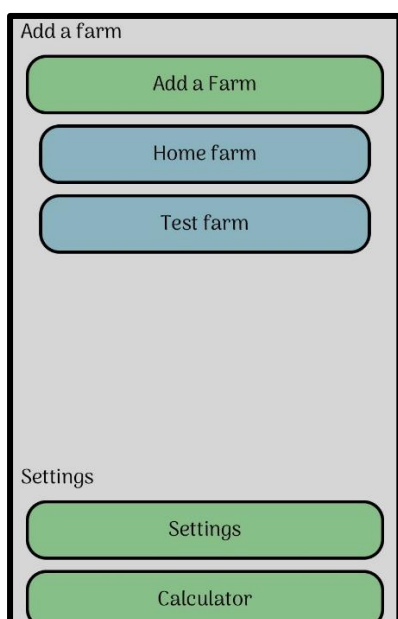 Add a farm
Add a Farm
Home farm
Test farm
Settings
Settings
Calculator